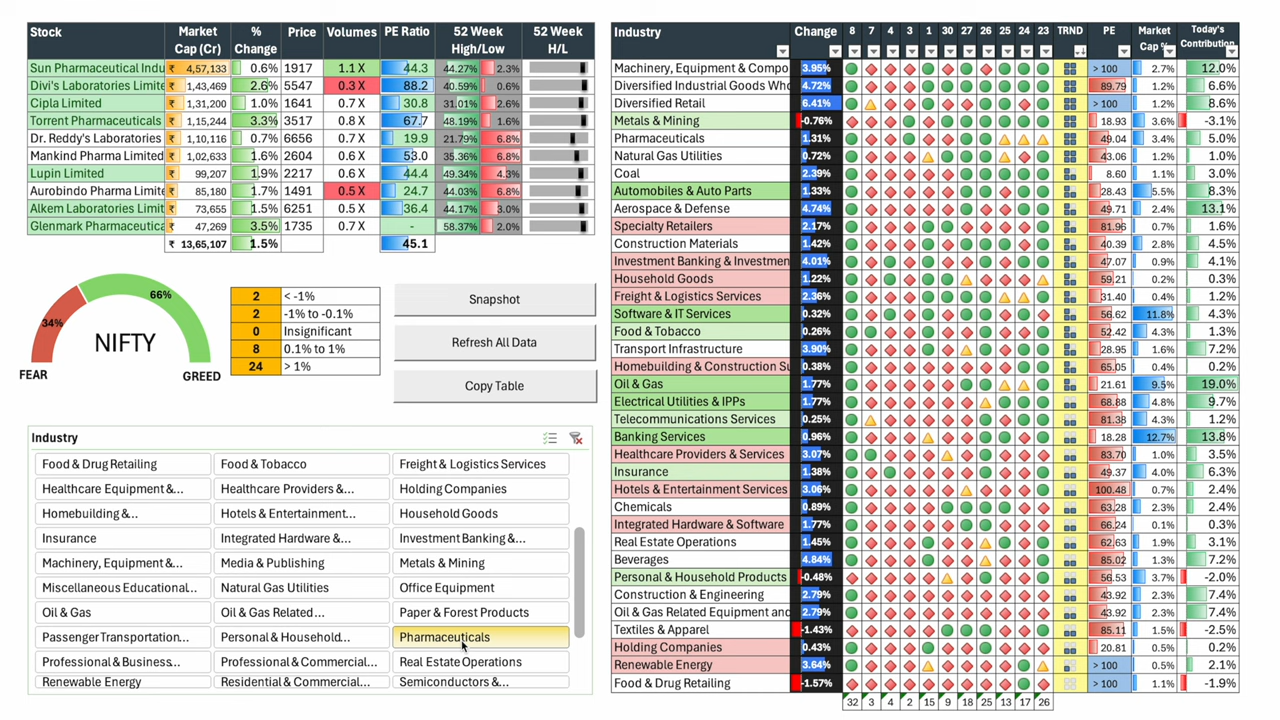 Stock Market Cap (Cr) % Change Price Volumes PE Ratio 52 Week High/Low 52 Week H/L
Sun Pharmaceutical Indu ₹ 4,57,133 0.6% 1917 1.1 X 44.3 44.27% 2.3%
Divi's Laboratories Limite ₹ 1,43,469 2.6% 5547 0.3 X 88.2 40.59% 0.6%
Cipla Limited ₹ 1,31,200 1.0% 1641 0.7 X 30.8 31.01% 2.6%
Torrent Pharmaceuticals ₹ 1,15,244 3.3% 3517 0.8 X 67.7 48.19% 1.6%
Dr. Reddy's Laboratories ₹ 1,10,116 0.7% 6656 0.7 X 19.9 21.79% 6.8%
Mankind Pharma Limited ₹ 1,02,633 1.6% 2604 0.6 X 53.0 35.36% 6.8%
Lupin Limited ₹ 99,207 1.9% 2217 0.6 X 44.4 49.34% 4.3%
Aurobindo Pharma Limite ₹ 85,180 1.7% 1491 0.5 X 24.7 44.03% 6.8%
Alkem Laboratories Limit ₹ 73,655 1.5% 6251 0.5 X 36.4 44.17% 3.0%
Glenmark Pharmaceutica ₹ 47,269 3.5% 1735 0.7 X - 58.37% 2.0%
₹ 13,65,107 1.5% 45.1
34%
66%
NIFTY
FEAR
GREED
2 < -1%
2 -1% to -0.1%
0 Insignificant
8 0.1% to 1%
24 > 1%
Snapshot
Refresh All Data
Copy Table
Industry
Food & Drug Retailing Food & Tobacco Freight & Logistics Services
Healthcare Equipment &... Healthcare Providers &... Holding Companies
Homebuilding &... Hotels & Entertainment... Household Goods
Insurance Integrated Hardware &... Investment Banking &...
Machinery, Equipment &... Media & Publishing Metals & Mining
Miscellaneous Educational... Natural Gas Utilities Office Equipment
Oil & Gas Oil & Gas Related... Paper & Forest Products
Passenger Transportation... Personal & Household... Pharmaceuticals
Professional & Business... Professional & Commercial... Real Estate Operations
Renewable Energy Residential & Commercial... Semiconductors &...
Industry Change 8 7 4 3 1 30 27 26 25 24 23 TRND PE Market Cap % Today's Contribution
Machinery, Equipment & Compo 3.95% > 100 2.7% 12.0%
Diversified Industrial Goods Who 4.72% 89.79 1.2% 6.6%
Diversified Retail 6.41% > 100 1.2% 8.6%
Metals & Mining -0.76% 18.93 3.6% -3.1%
Pharmaceuticals 1.31% 49.04 3.4% 5.0%
Natural Gas Utilities 0.72% 43.06 1.2% 1.0%
Coal 2.39% 8.60 1.1% 3.0%
Automobiles & Auto Parts 1.33% 28.43 5.5% 8.3%
Aerospace & Defense 4.74% 49.71 2.4% 13.1%
Specialty Retailers 2.17% 81.96 0.7% 1.6%
Construction Materials 1.42% 40.39 2.8% 4.5%
Investment Banking & Investmen 4.01% 47.07 0.9% 4.1%
Household Goods 1.22% 59.21 0.2% 0.3%
Freight & Logistics Services 2.36% 31.40 0.4% 1.2%
Software & IT Services 0.32% 56.62 11.8% 4.3%
Food & Tobacco 0.26% 52.42 4.3% 1.3%
Transport Infrastructure 3.90% 28.95 1.6% 7.2%
Homebuilding & Construction Su 0.38% 65.05 0.4% 0.2%
Oil & Gas 1.77% 21.61 9.5% 19.0%
Electrical Utilities & IPPs 1.77% 68.88 4.8% 9.7%
Telecommunications Services 0.25% 81.38 4.3% 1.2%
Banking Services 0.96% 18.28 12.7% 13.8%
Healthcare Providers & Services 3.07% 83.70 1.0% 3.5%
Insurance 1.38% 49.37 4.0% 6.3%
Hotels & Entertainment Services 3.06% 100.48 0.7% 2.4%
Chemicals 0.89% 63.28 2.3% 2.4%
Integrated Hardware & Software 1.77% 66.24 0.1% 0.3%
Real Estate Operations 1.45% 62.63 1.9% 3.1%
Beverages 4.84% 85.02 1.3% 7.2%
Personal & Household Products -0.48% 56.53 3.7% -2.0%
Construction & Engineering 2.79% 43.92 2.3% 7.4%
Oil & Gas Related Equipment and 2.79% 43.92 2.3% 7.4%
Textiles & Apparel -1.43% 85.11 1.5% -2.5%
Holding Companies 0.43% 20.81 0.5% 0.2%
Renewable Energy 3.64% > 100 0.5% 2.1%
Food & Drug Retailing -1.57% > 100 1.1% -1.9%
32 3 4 2 15 9 18 25 13 17 26